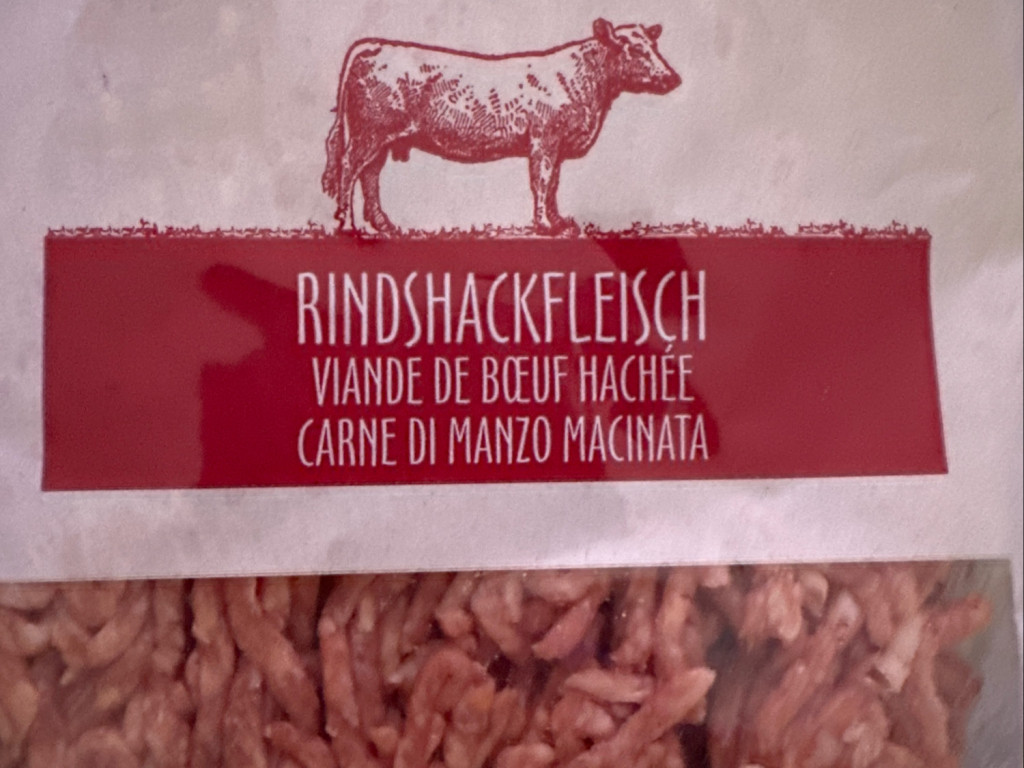 RINDSHACKFLEISCH
VIANDE DE BŒUF HACHÉE
CARNE DI MANZO MACINATA